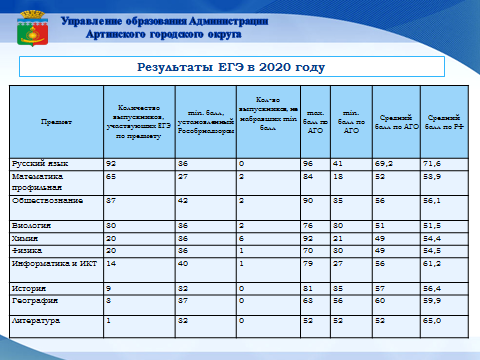 Управление образования Администрации
Артинского городского округа
Результаты ЕГЭ в 2020 году
Предмет
Количество выпускников, участвующих ЕГЭ по предмету
min. балл, установленный Рособрнадзором
Кол-во выпускников, не набравших min балл
max. балл по АГО
min. балл по АГО
Средний балл по АГО
Средний балл по РФ
Русский язык 92 36 0 96 41 69,2 71,6
Математика профильная 65 27 2 84 18 52 53,9
Обществознание 37 42 2 90 35 56 56,1
Биология 30 36 2 76 30 51 51,5
Химия 20 36 6 92 21 49 54,4
Физика 20 36 1 70 30 49 54,5
Информатика и ИКТ 14 40 1 79 27 56 61,2
История 9 32 0 81 35 57 56,4
География 3 37 0 63 56 60 59,9
Литература 1 32 0 52 52 52 65,0